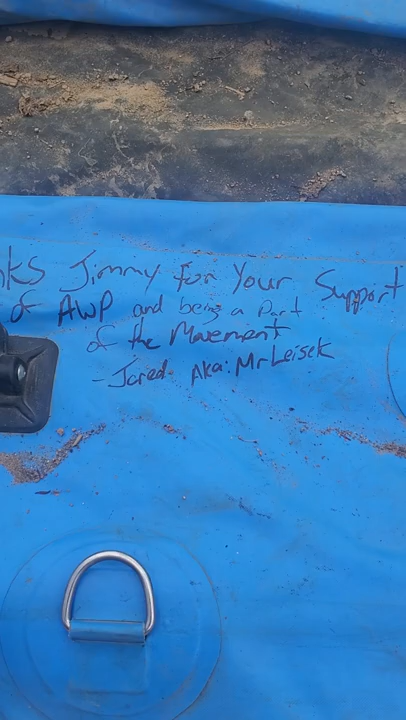 nks Jimmy for Your Support
of AWP and being a Part
of the Movement
- Jared Aka: MrLeisek